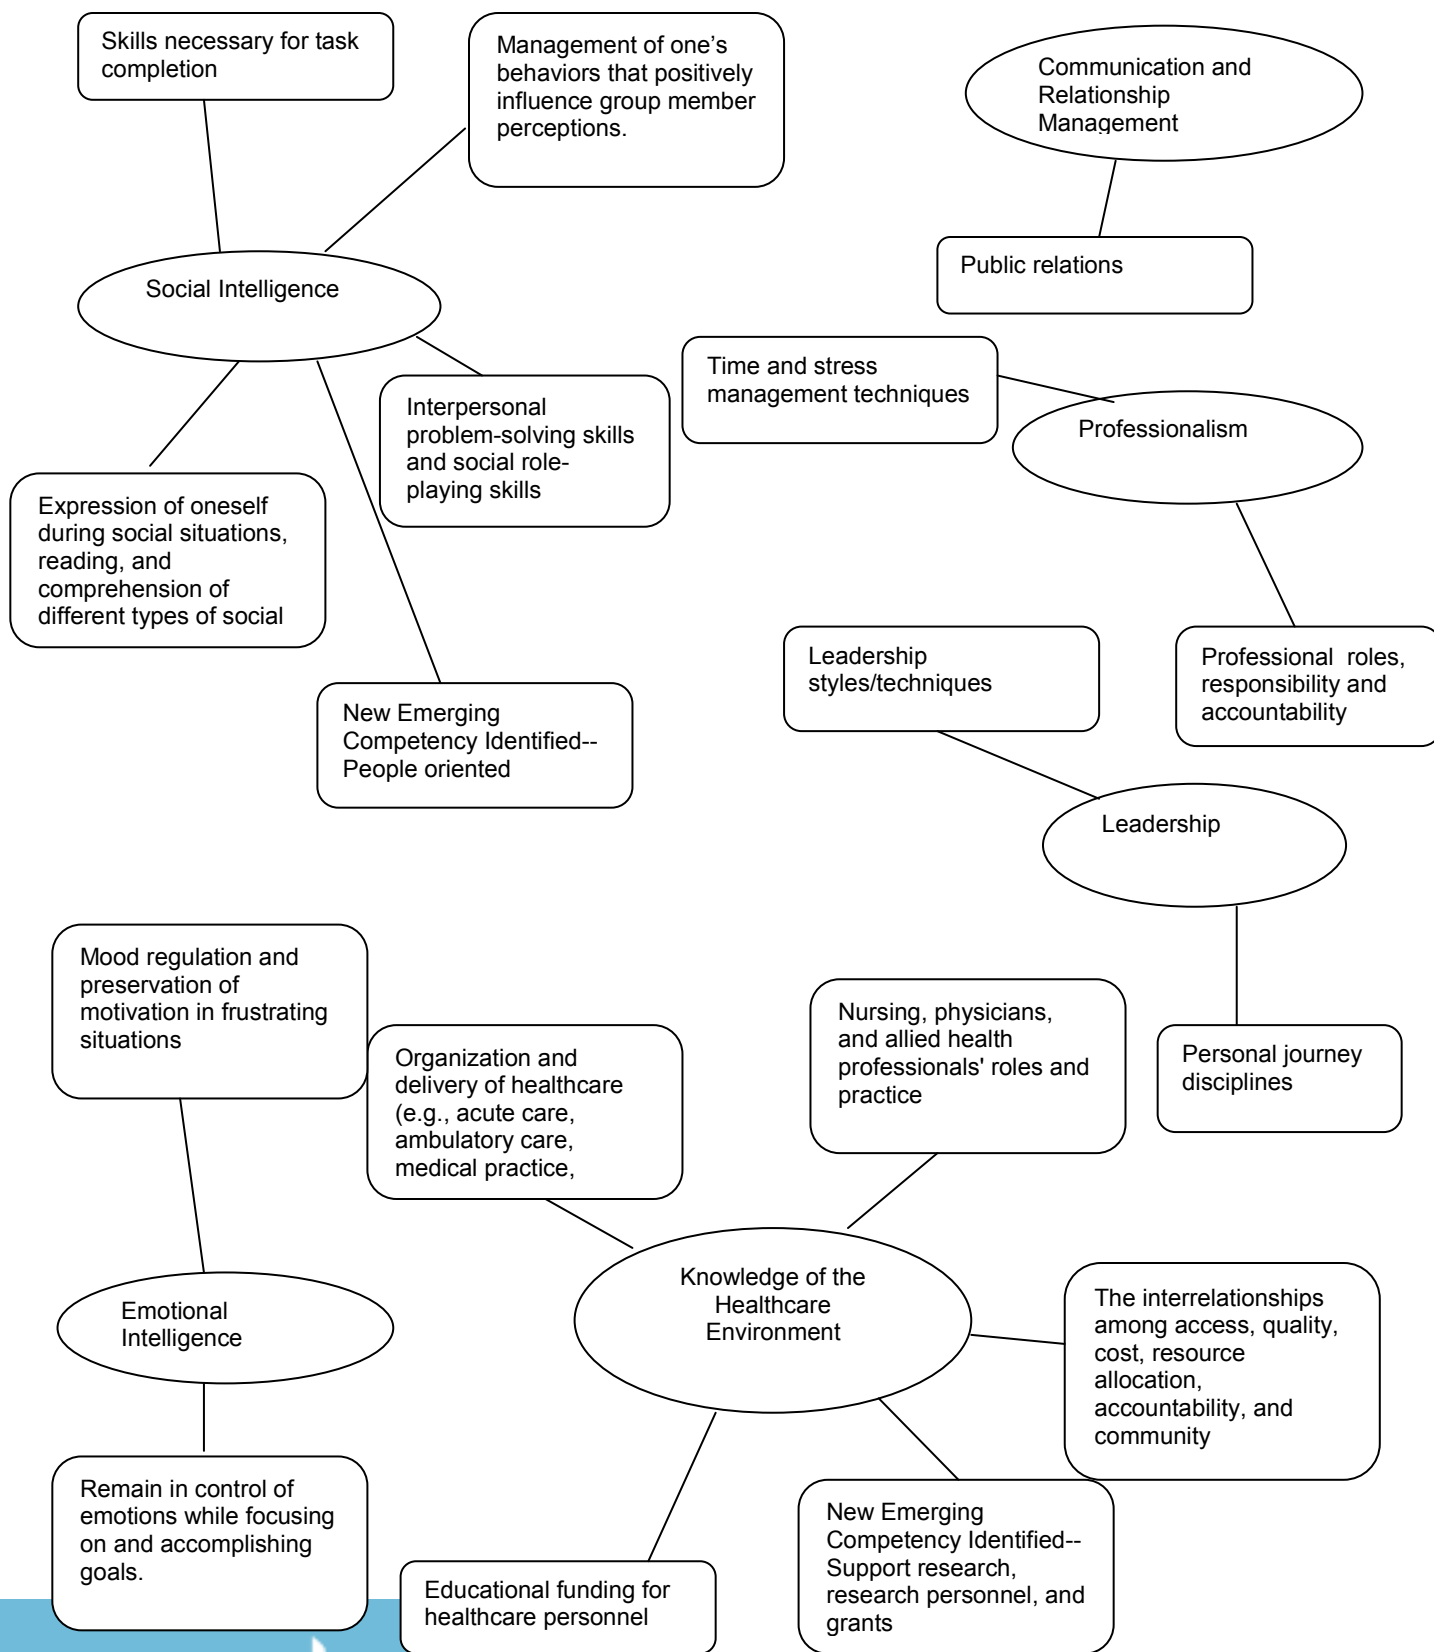 Skills necessary for task
completion
Management of one’s
behaviors that positively
influence group member
perceptions.
Communication and
Relationship
Management
Public relations
Social Intelligence
Time and stress
management techniques
Interpersonal
problem-solving skills
and social role-
playing skills
Professionalism
Expression of oneself
during social situations,
reading, and
comprehension of
different types of social
Leadership
styles/techniques
Professional  roles,
responsibility and
accountability
New Emerging
Competency Identified--
People oriented
Leadership
Mood regulation and
preservation of
motivation in frustrating
situations
Organization and
delivery of healthcare
(e.g., acute care,
ambulatory care,
medical practice,
Nursing, physicians,
and allied health
professionals' roles and
practice
Personal journey
disciplines
Emotional
Intelligence
Knowledge of the
Healthcare
Environment
The interrelationships
among access, quality,
cost, resource
allocation,
accountability, and
community
Remain in control of
emotions while focusing
on and accomplishing
goals.
Educational funding for
healthcare personnel
New Emerging
Competency Identified--
Support research,
research personnel, and
grants